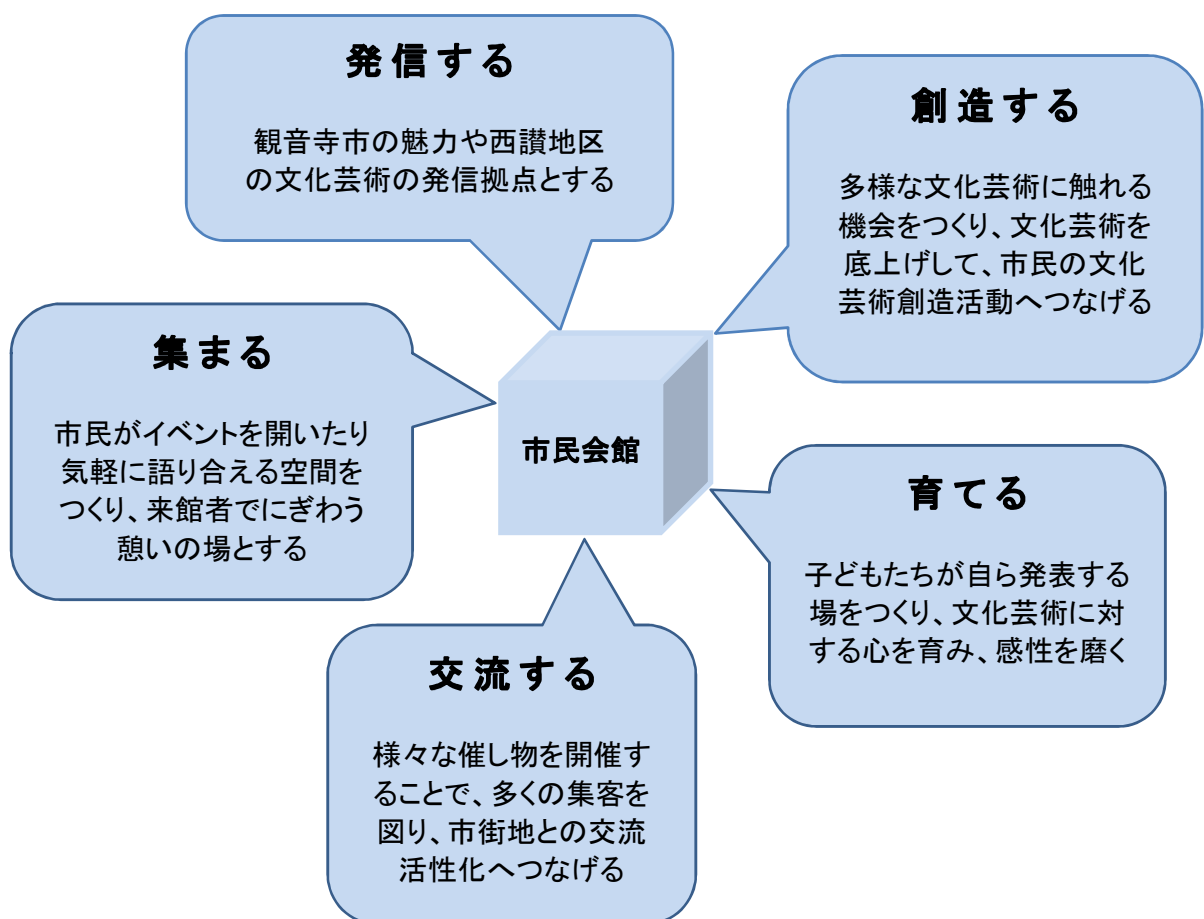 発信する
観音寺市の魅力や西讃地区
の文化芸術の発信拠点とする
創造する
多様な文化芸術に触れる
機会をつくり、文化芸術を
底上げして、市民の文化
芸術創造活動へつなげる
集まる
市民がイベントを開いたり
気軽に語り合える空間を
つくり、来館者でにぎわう
憩いの場とする
市民会館
育てる
子どもたちが自ら発表する
場をつくり、文化芸術に対
する心を育み、感性を磨く
交流する
様々な催し物を開催す
ることで、多くの集客を
図り、市街地との交流
活性化へつなげる